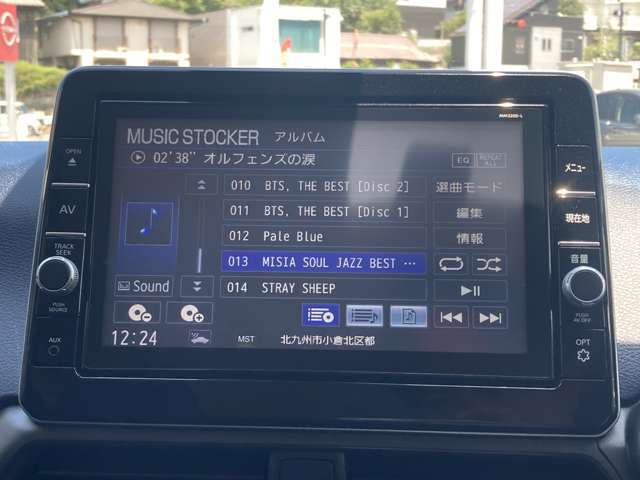 MM320D-L
MUSIC STOCKER アルバム
02'38" オルフェンズの涙
EQ REPEAT ALL
OPEN
AV
TRACK SEEK
PUSH SOURCE
AUX
010 BTS, THE BEST [Disc 2]
011 BTS, THE BEST [Disc 1]
012 Pale Blue
013 MISIA SOUL JAZZ BEST …
014 STRAY SHEEP
選曲モード
編集
情報
Sound
12:24
MST
北九州市小倉北区都
メニュー
現在地
音量
PUSH AV OFF
OPT